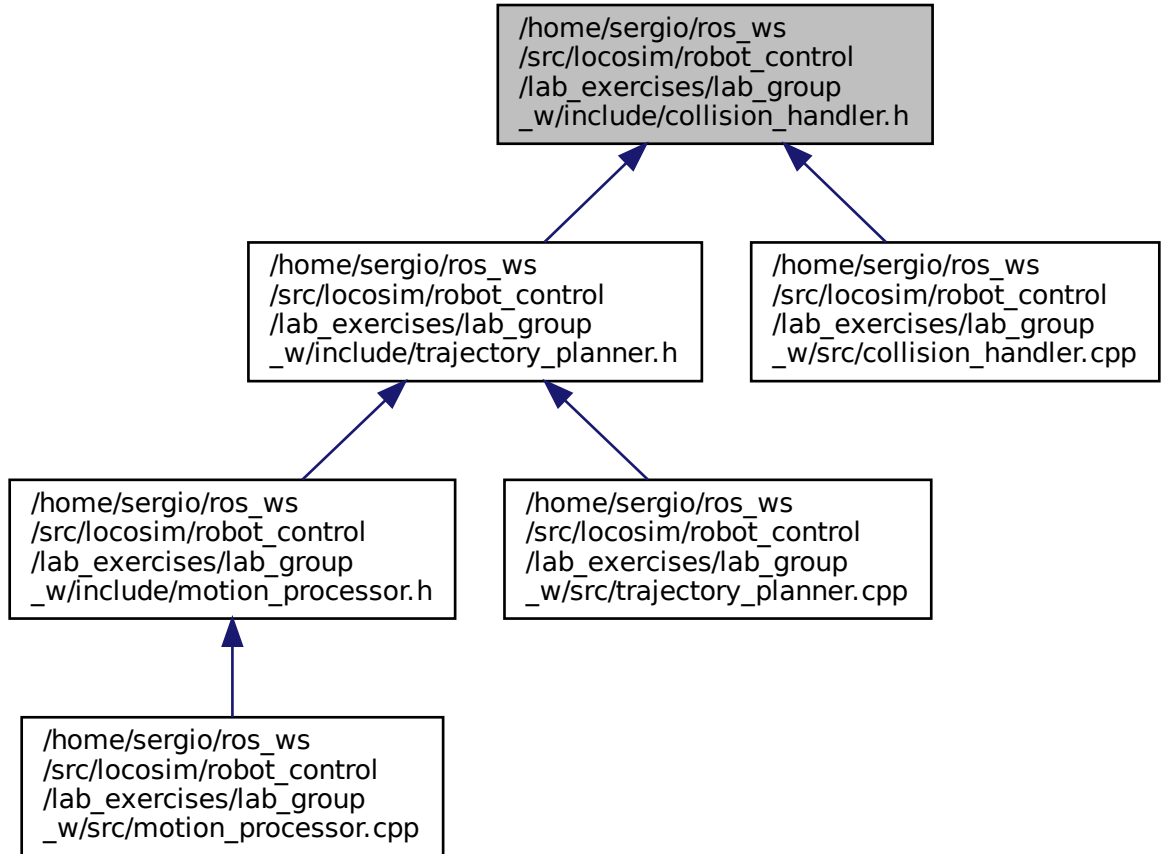 /home/sergio/ros_ws
/src/locosim/robot_control
/lab_exercises/lab_group
_w/include/collision_handler.h
/home/sergio/ros_ws
/src/locosim/robot_control
/lab_exercises/lab_group
_w/include/trajectory_planner.h
/home/sergio/ros_ws
/src/locosim/robot_control
/lab_exercises/lab_group
_w/src/collision_handler.cpp
/home/sergio/ros_ws
/src/locosim/robot_control
/lab_exercises/lab_group
_w/include/motion_processor.h
/home/sergio/ros_ws
/src/locosim/robot_control
/lab_exercises/lab_group
_w/src/trajectory_planner.cpp
/home/sergio/ros_ws
/src/locosim/robot_control
/lab_exercises/lab_group
_w/src/motion_processor.cpp